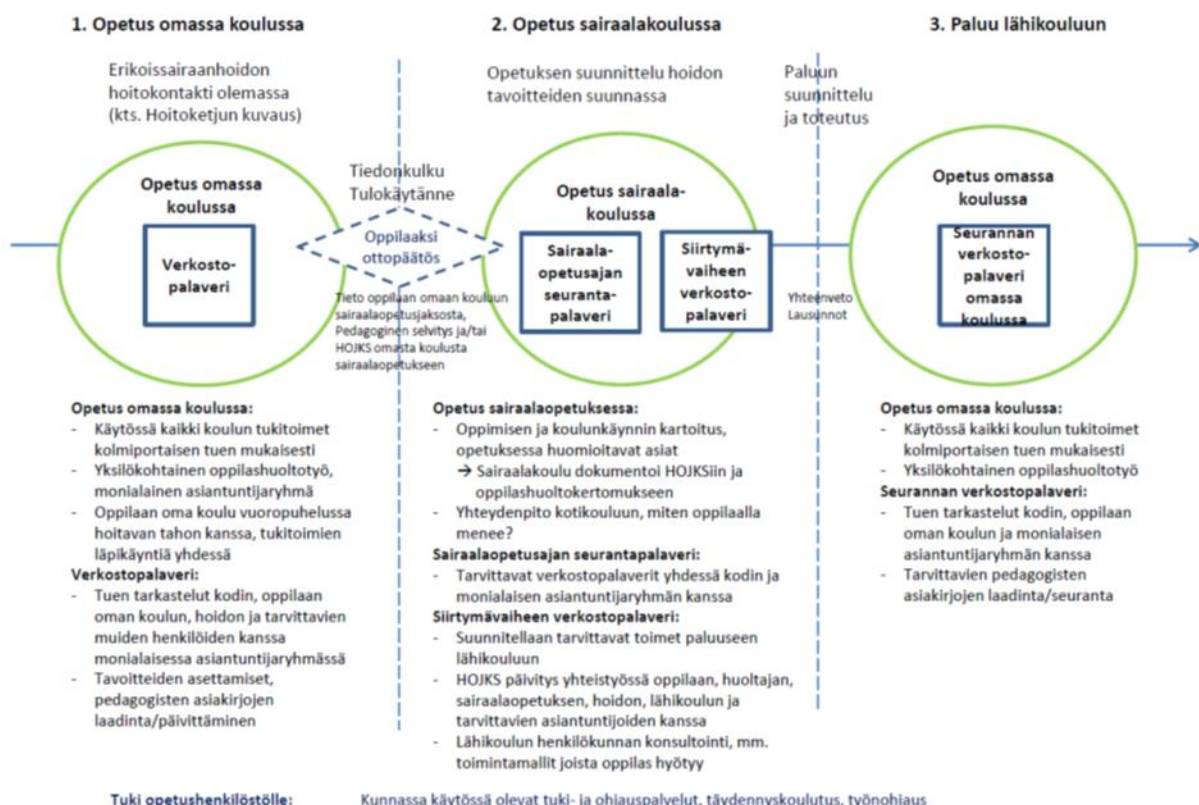 1. Opetus omassa koulussa
2. Opetus sairaalakoulussa
3. Paluu lähikouluun
Erikoissairaanhoidon
hoitokontakti olemassa
(kts. Hoitoketjun kuvaus)
Opetuksen suunnittelu hoidon
tavoitteiden suunnassa
Paluun
suunnittelu
ja toteutus
Opetus omassa
koulussa
Verkosto-
palaveri
Tiedonkulku
Tulokäytänne
Oppilaaksi
ottopäätös
Tieto oppilaan omaan kouluun
sairaalaopetusjaksosta,
Pedagoginen selvitys ja/tai
HOJKS omasta koulusta
sairaalaopetukseen
Opetus sairaala-
koulussa
Sairaala-
opetusajan
seuranta-
palaveri
Siirtymä-
vaiheen
verkosto-
palaveri
Yhteenveto
Lausunnot
Opetus omassa
koulussa
Seurannan
verkosto-
palaveri
omassa
koulussa
Opetus omassa koulussa:
- Käytössä kaikki koulun tukitoimet
kolmiportaisen tuen mukaisesti
- Yksilökohtainen oppilashuoltotyö,
monialainen asiantuntijaryhmä
- Oppilaan oma koulu vuoropuhelussa
hoitavan tahon kanssa, tukitoimien
läpikäyntiä yhdessä
Verkostopalaveri:
- Tuen tarkastelut kodin, oppilaan
oman koulun, hoidon ja tarvittavien
muiden henkilöiden kanssa
monialaisessa asiantuntijaryhmässä
- Tavoitteiden asettamiset,
pedagogisten asiakirjojen
laadinta/päivittäminen
Opetus sairaalaopetuksessa:
- Oppimisen ja koulunkäynnin kartoitus,
opetuksessa huomioitavat asiat
→ Sairaalakoulu dokumentoi HOJKSiin ja
oppilashuoltokertomukseen
- Yhteydenpito kotikouluun, miten oppilaalla
menee?
Sairaalaopetusajan seurantapalaveri:
- Tarvittavat verkostopalaverit yhdessä kodin ja
monialaisen asiantuntijaryhmän kanssa
Siirtymävaiheen verkostopalaveri:
- Suunnitellaan tarvittavat toimet paluuseen
lähikouluun
- HOJKS päivitys yhteistyössä oppilaan, huoltajan,
sairaalaopetuksen, hoidon, lähikoulun ja
tarvittavien asiantuntijoiden kanssa
- Lähikoulun henkilökunnan konsultointi, mm.
toimintamallit joista oppilas hyötyy
Opetus omassa koulussa:
- Käytössä kaikki koulun tukitoimet
kolmiportaisen tuen mukaisesti
- Yksilökohtainen oppilashuoltotyö
Seurannan verkostopalaveri:
- Tuen tarkastelut kodin, oppilaan
oman koulun ja monialaisen
asiantuntijaryhmän kanssa
- Tarvittavien pedagogisten
asiakirjojen laadinta/seuranta
Tuki opetushenkilöstölle: Kunnassa käytössä olevat tuki- ja ohjauspalvelut, täydennyskoulutus, työnohjaus